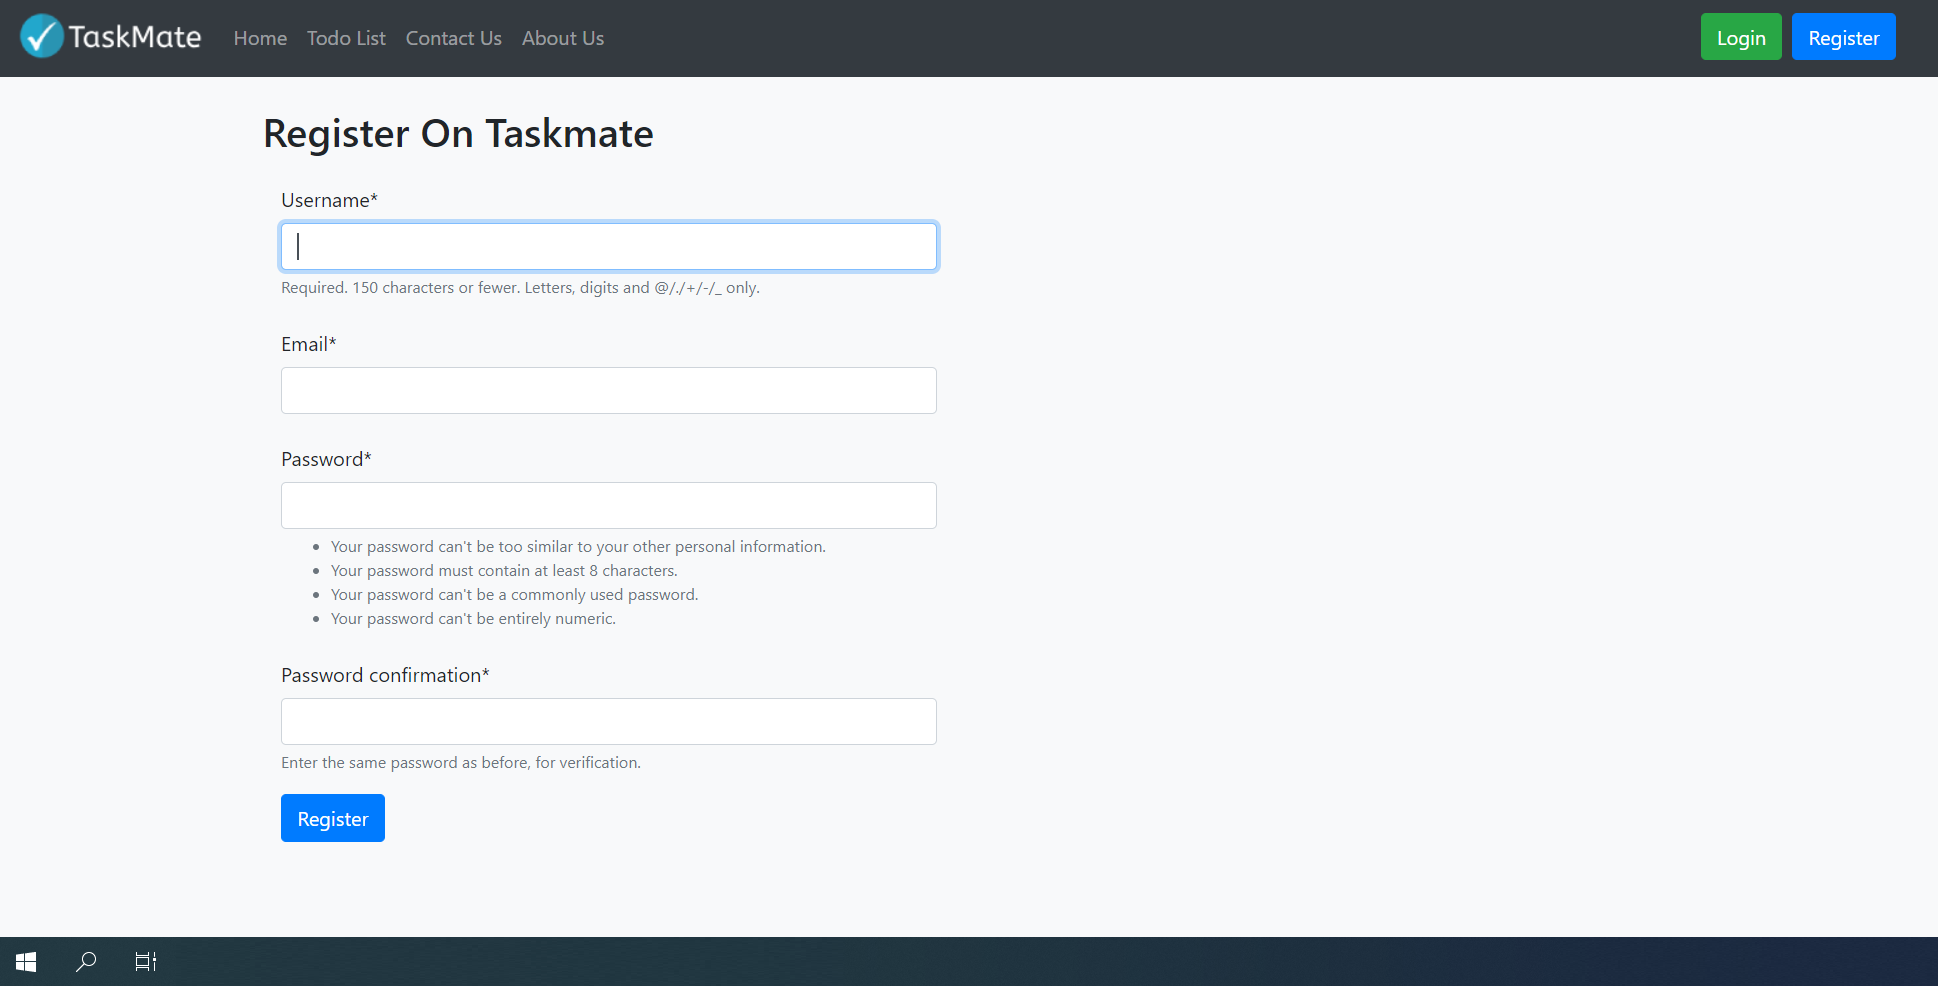 TaskMate Home Todo List Contact Us About Us Login Register
Register On Taskmate
Username*
Required. 150 characters or fewer. Letters, digits and @/./+/-/_ only.
Email*
Password*
Your password can't be too similar to your other personal information.
Your password must contain at least 8 characters.
Your password can't be a commonly used password.
Your password can't be entirely numeric.
Password confirmation*
Enter the same password as before, for verification.
Register